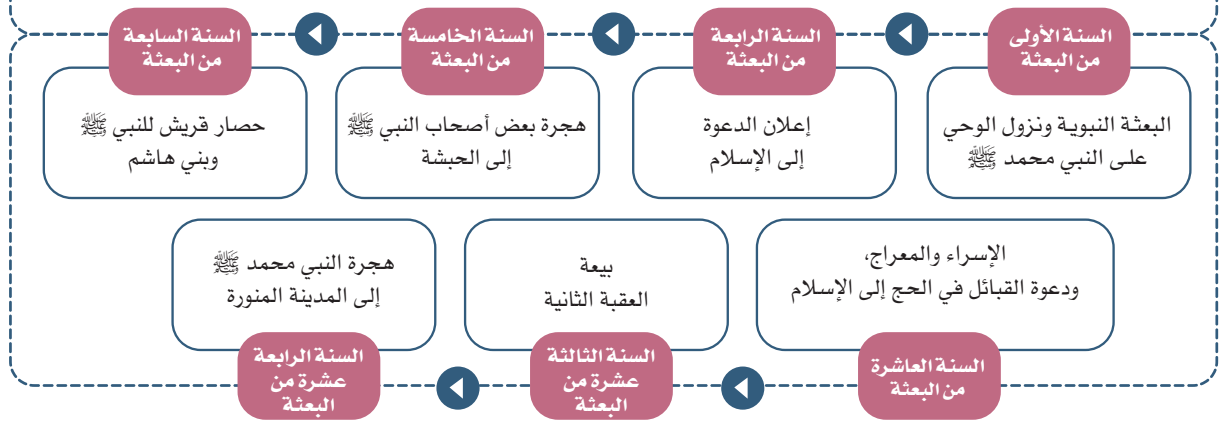 السنة الأولى
من البعثة
البعثة النبوية ونزول الوحي
على النبي محمد ﷺ
السنة الرابعة
من البعثة
إعلان الدعوة
إلى الإسلام
السنة الخامسة
من البعثة
هجرة بعض أصحاب النبي ﷺ
إلى الحبشة
السنة السابعة
من البعثة
حصار قريش للنبي ﷺ
وبني هاشم
الإسراء والمعراج،
ودعوة القبائل في الحج إلى الإسلام
السنة العاشرة
من البعثة
بيعة
العقبة الثانية
السنة الثالثة
عشرة من
البعثة
هجرة النبي محمد ﷺ
إلى المدينة المنورة
السنة الرابعة
عشرة من
البعثة